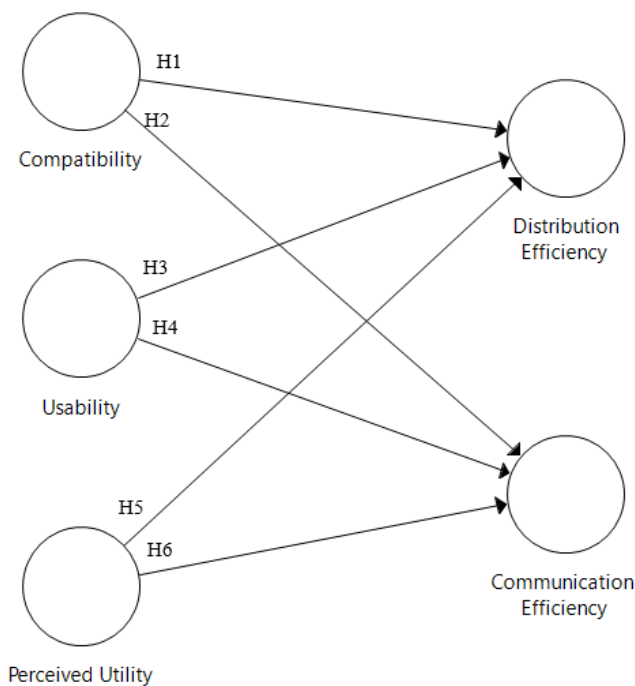 H1
H2
Compatibility
Distribution
Efficiency
H3
H4
Usability
H5
H6
Communication
Efficiency
Perceived Utility